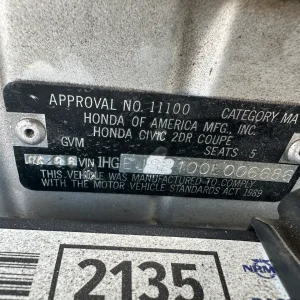 APPROVAL NO. 11100 CATEGORY MA
HONDA OF AMERICA MFG., INC
HONDA CIVIC 2DR COUPE
GVM SEATS 5
VIN 1HG
THIS VEHICLE WAS MANUFACTURED TO COMPLY
WITH THE MOTOR VEHICLE STANDARDS ACT 1989
2135
NRM